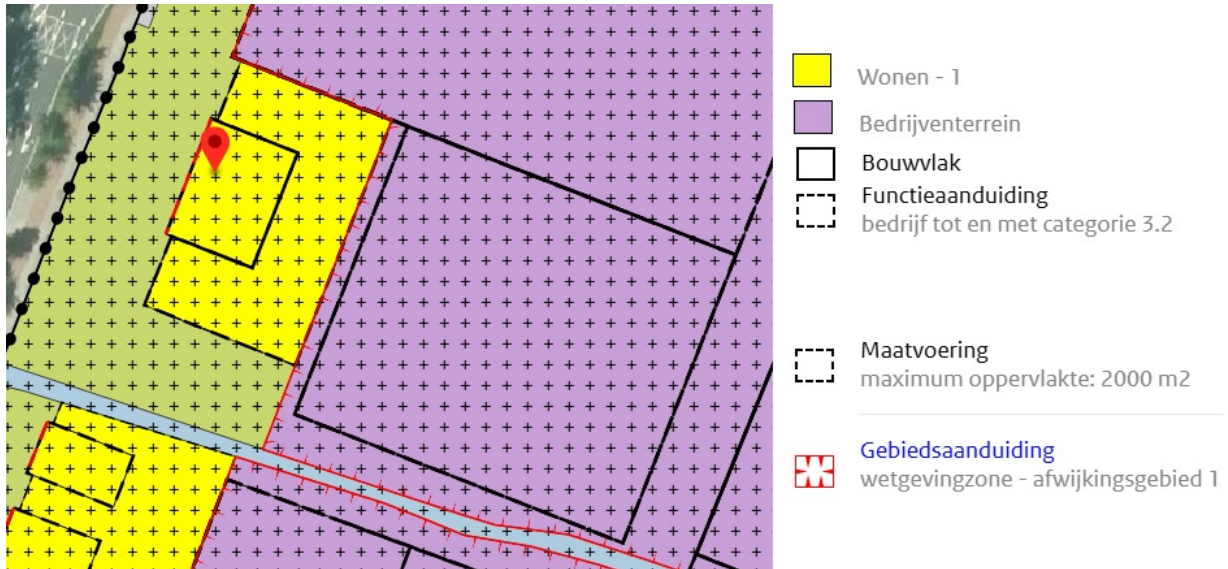 Wonen - 1
Bedrijventerrein
Bouwvlak
Functieaanduiding
bedrijf tot en met categorie 3.2
Maatvoering
maximum oppervlakte: 2000 m2
Gebiedsaanduiding
wetgevingzone - afwijkingsgebied 1